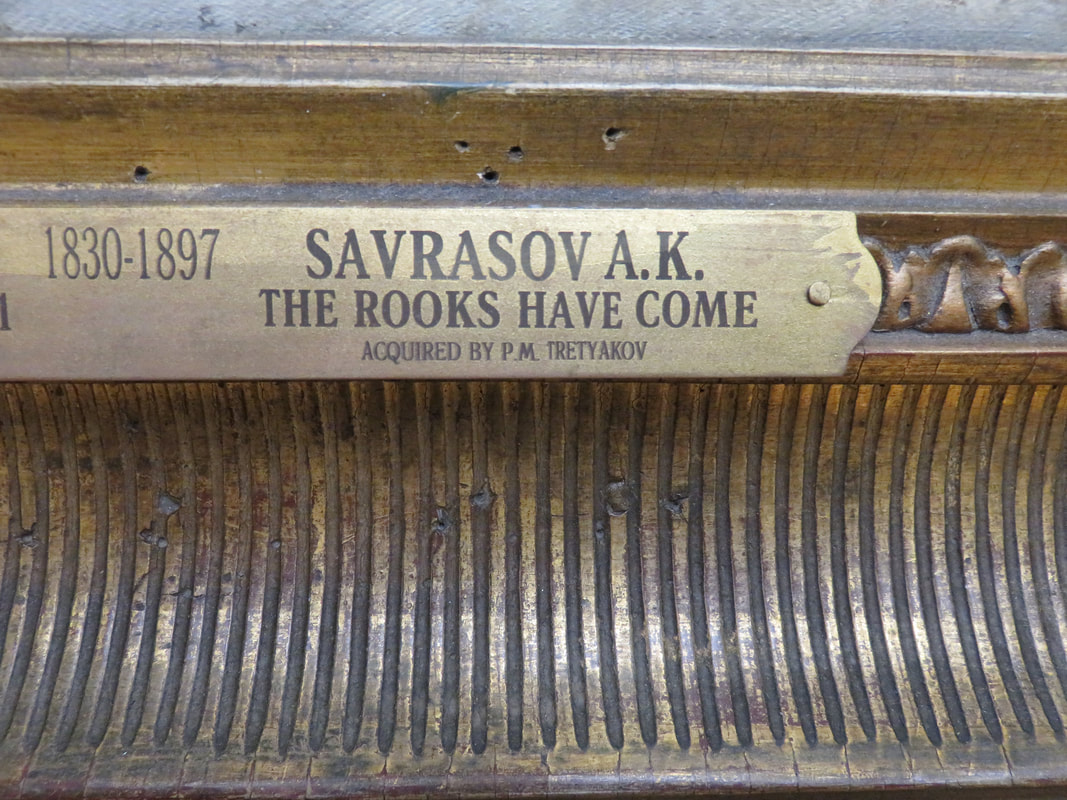 1830-1897
SAVRASOV A.K.
THE ROOKS HAVE COME
ACQUIRED BY P.M. TRETYAKOV